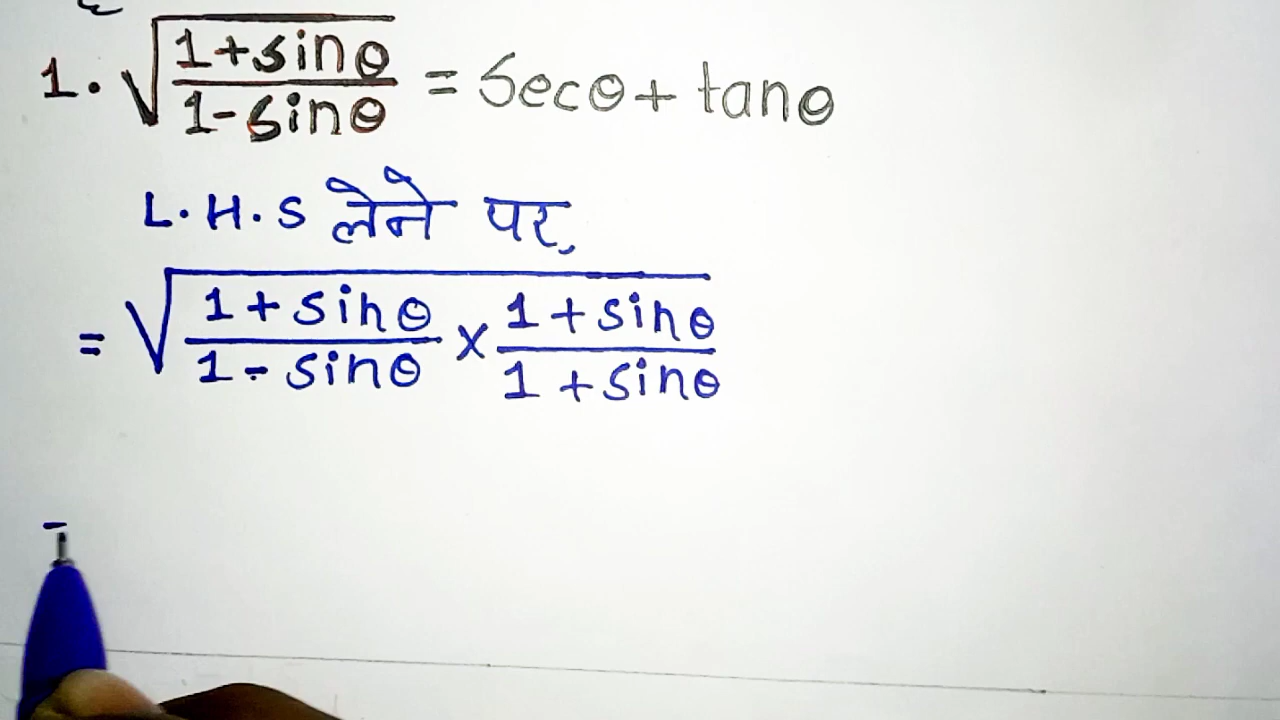 1. √(1+sinθ / 1-sinθ) = Secθ + tanθ
L.H.S लेने पर,
= √(1+sinθ / 1-sinθ × 1+sinθ / 1+sinθ)